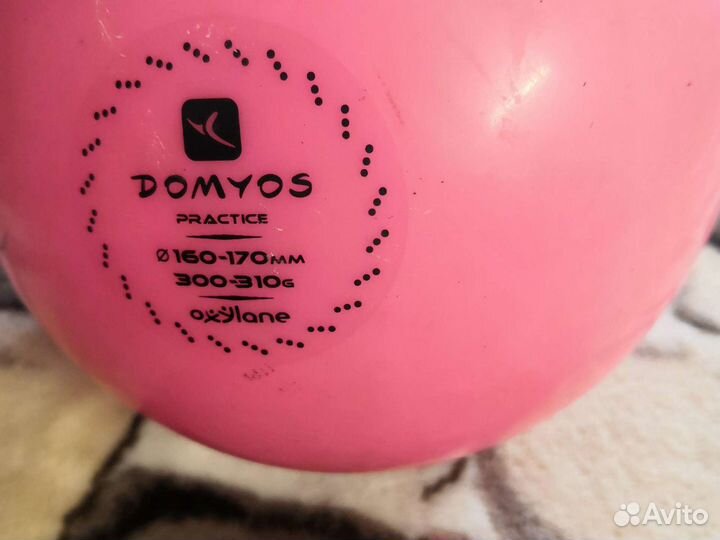 DOMYOS
PRACTICE
Ø160-170MM
300-310G
oxylane
Avito